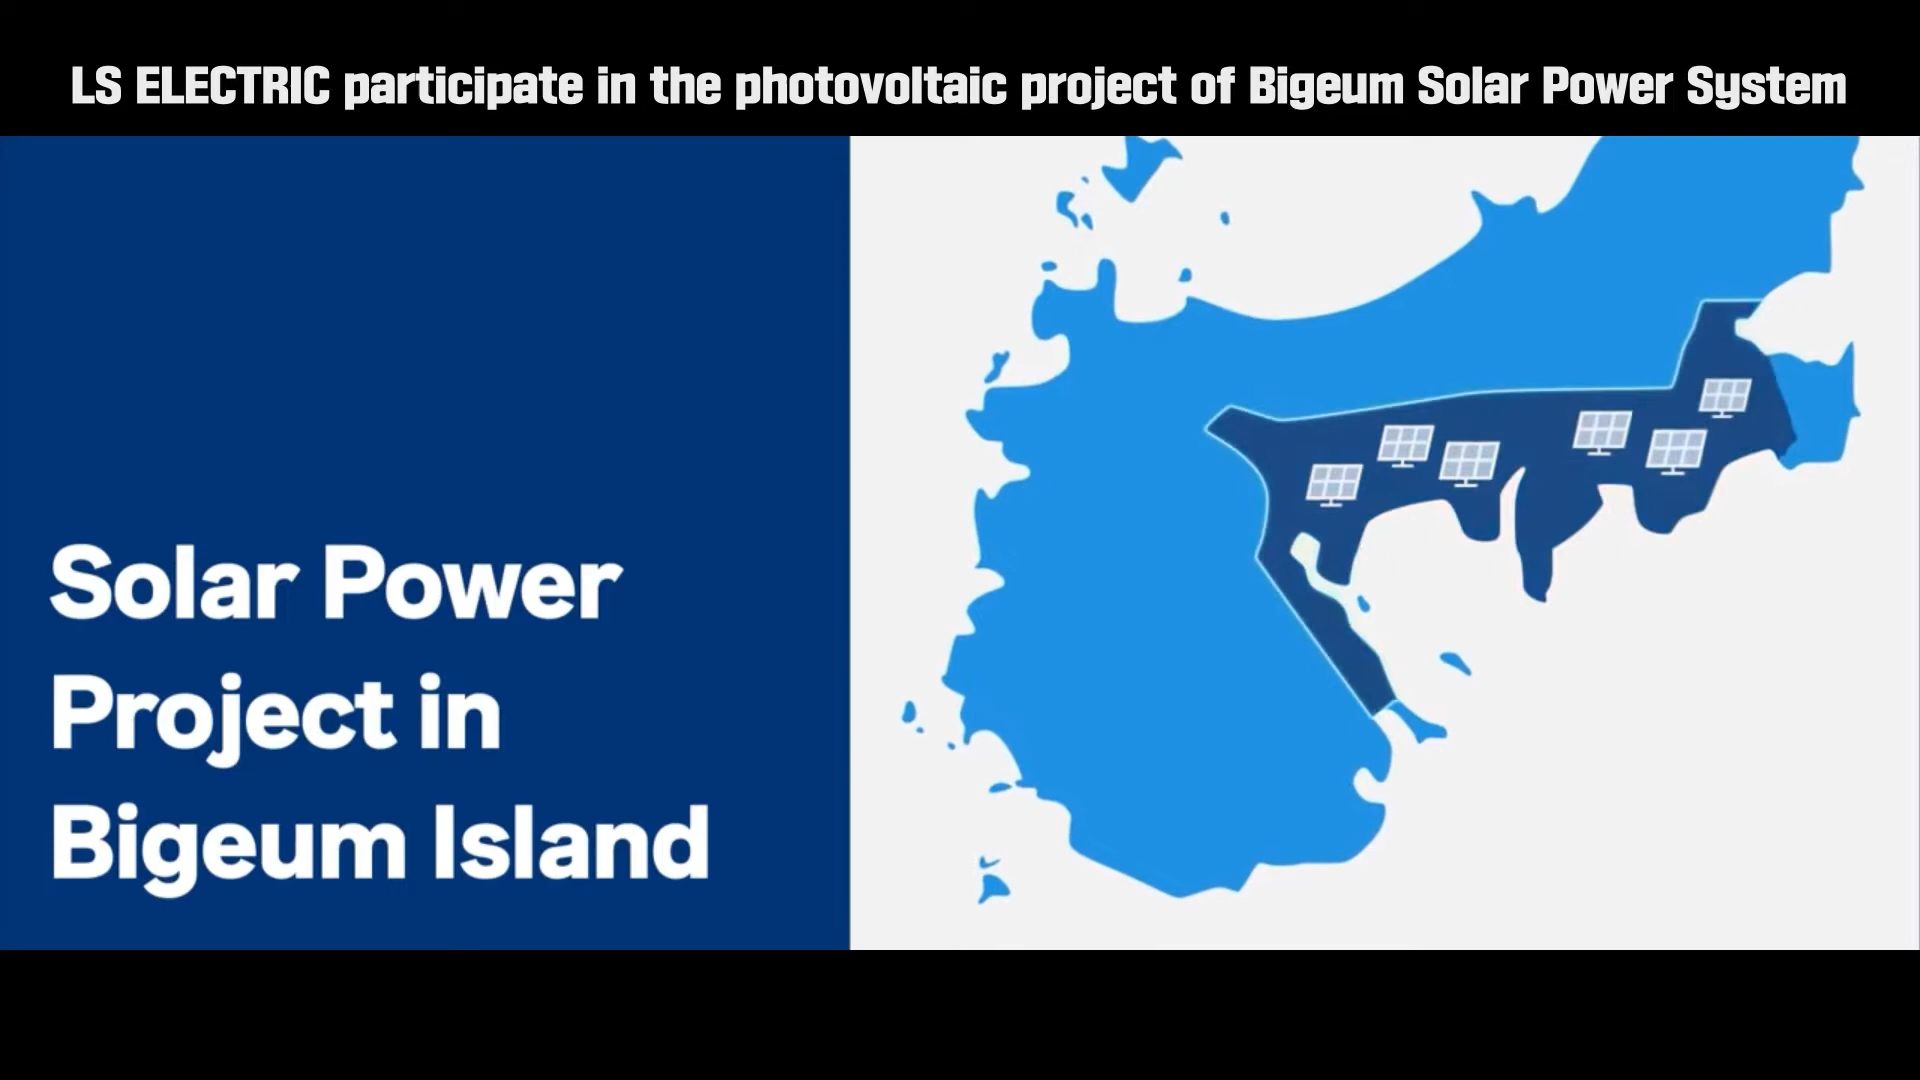 LS ELECTRIC participate in the photovoltaic project of Bigeum Solar Power System
Solar Power
Project in
Bigeum Island